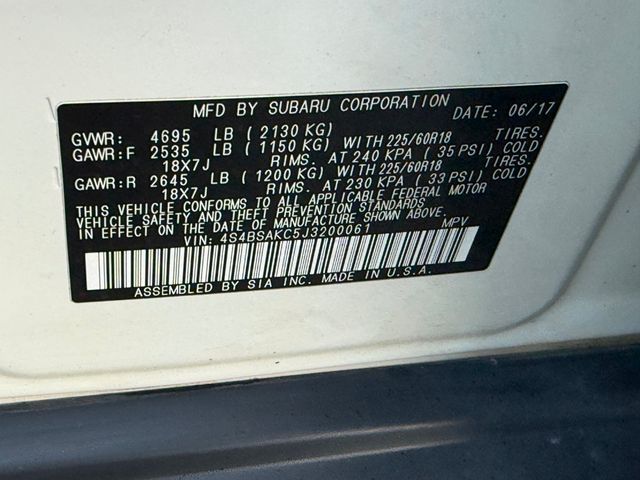 MFD BY SUBARU CORPORATION DATE: 06/17
GVWR: 4695 LB (2130 KG)
GAWR:F 2535 LB (1150 KG) WITH 225/60R18 TIRES.
18X7J RIMS. AT 240 KPA (35 PSI) COLD
GAWR:R 2645 LB (1200 KG) WITH 225/60R18 TIRES.
18X7J RIMS. AT 230 KPA (33 PSI) COLD
THIS VEHICLE CONFORMS TO ALL APPLICABLE FEDERAL MOTOR
VEHICLE SAFETY AND THEFT PREVENTION STANDARDS
IN EFFECT ON THE DATE OF MANUFACTURE SHOWN ABOVE.
VIN: 4S4BSAKC5J3200061 MPV
ASSEMBLED BY SIA INC. MADE IN U.S.A.